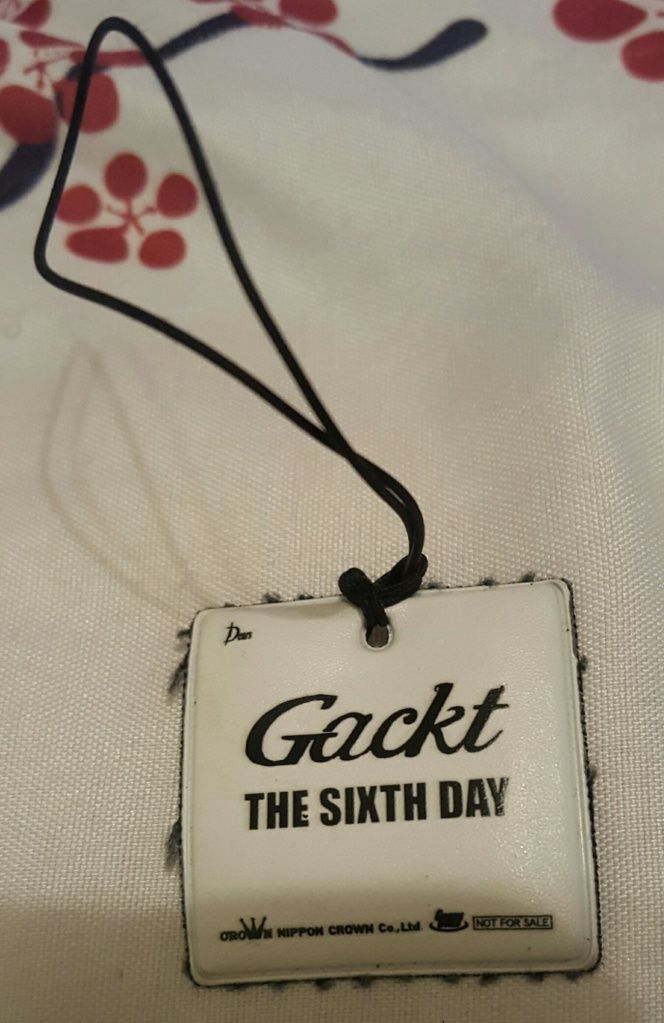 Dears
Gackt
THE SIXTH DAY
CROWN NIPPON CROWN Co.,Ltd. NOT FOR SALE